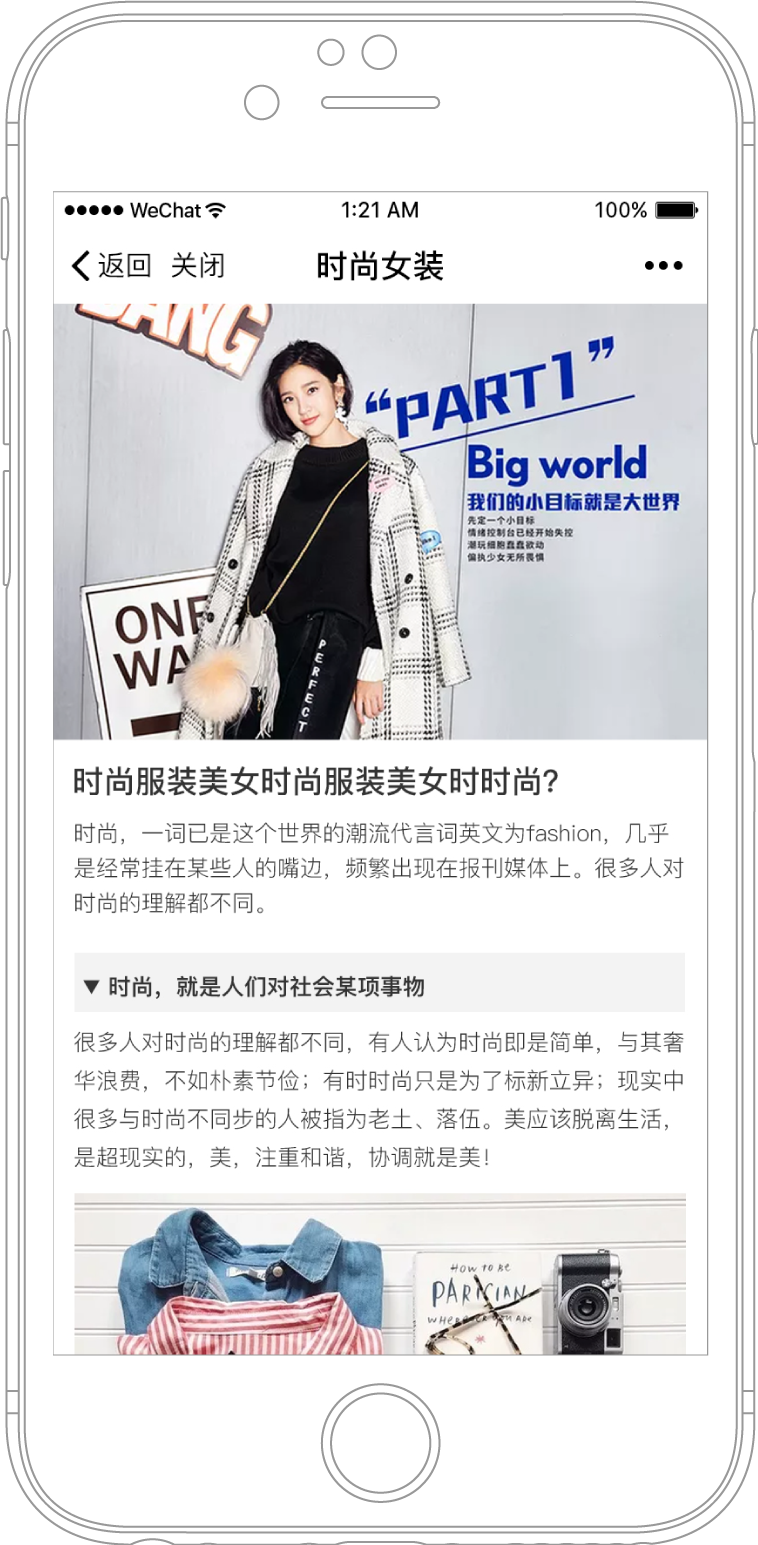 WeChat
1:21 AM
100%
返回 关闭
时尚女装
BANG
“PART1”
Big world
我们的小目标就是大世界
先定一个小目标
情绪控制台已经开始失控
潮玩细胞蠢蠢欲动
偏执少女无所畏惧
ONE
WA
PERFECT
时尚服装美女时尚服装美女时时尚?
时尚，一词已是这个世界的潮流代言词英文为fashion，几乎
是经常挂在某些人的嘴边，频繁出现在报刊媒体上。很多人对
时尚的理解都不同。
▼ 时尚，就是人们对社会某项事物
很多人对时尚的理解都不同，有人认为时尚即是简单，与其奢
华浪费，不如朴素节俭；有时时尚只是为了标新立异；现实中
很多与时尚不同步的人被指为老土、落伍。美应该脱离生活，
是超现实的，美，注重和谐，协调就是美！
HOW TO BE
PARISIAN
WHEREVER YOU ARE